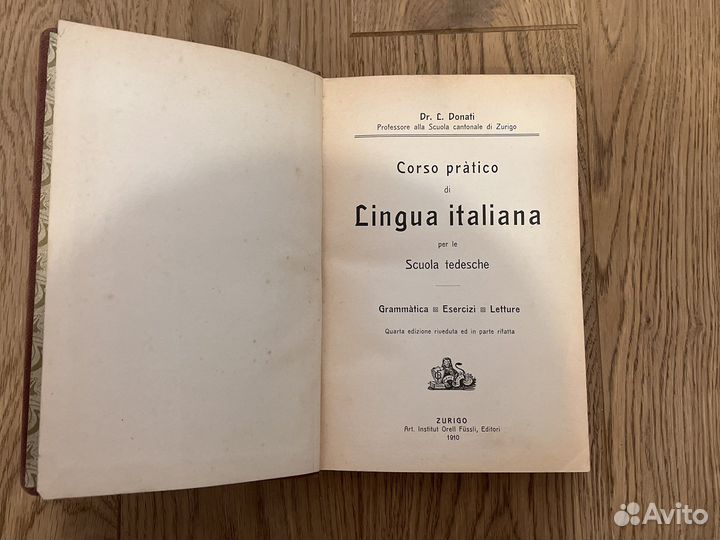 Dr. L. Donati
Professore alla Scuola cantonale di Zurigo
Corso pràtico
di
Lingua italiana
per le
Scuola tedesche
Grammàtica Esercizi Letture
Quarta edizione riveduta ed in parte rifatta
ZURIGO
Art. Institut Orell Füssli, Editori
1910
Avito